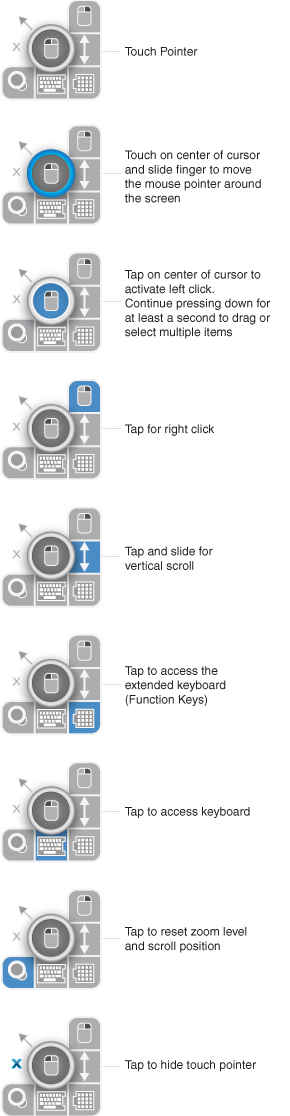 Touch Pointer
Touch on center of cursor
and slide finger to move
the mouse pointer around
the screen
Tap on center of cursor to
activate left click.
Continue pressing down for
at least a second to drag or
select multiple items
Tap for right click
Tap and slide for
vertical scroll
Tap to access the
extended keyboard
(Function Keys)
Tap to access keyboard
Tap to reset zoom level
and scroll position
Tap to hide touch pointer